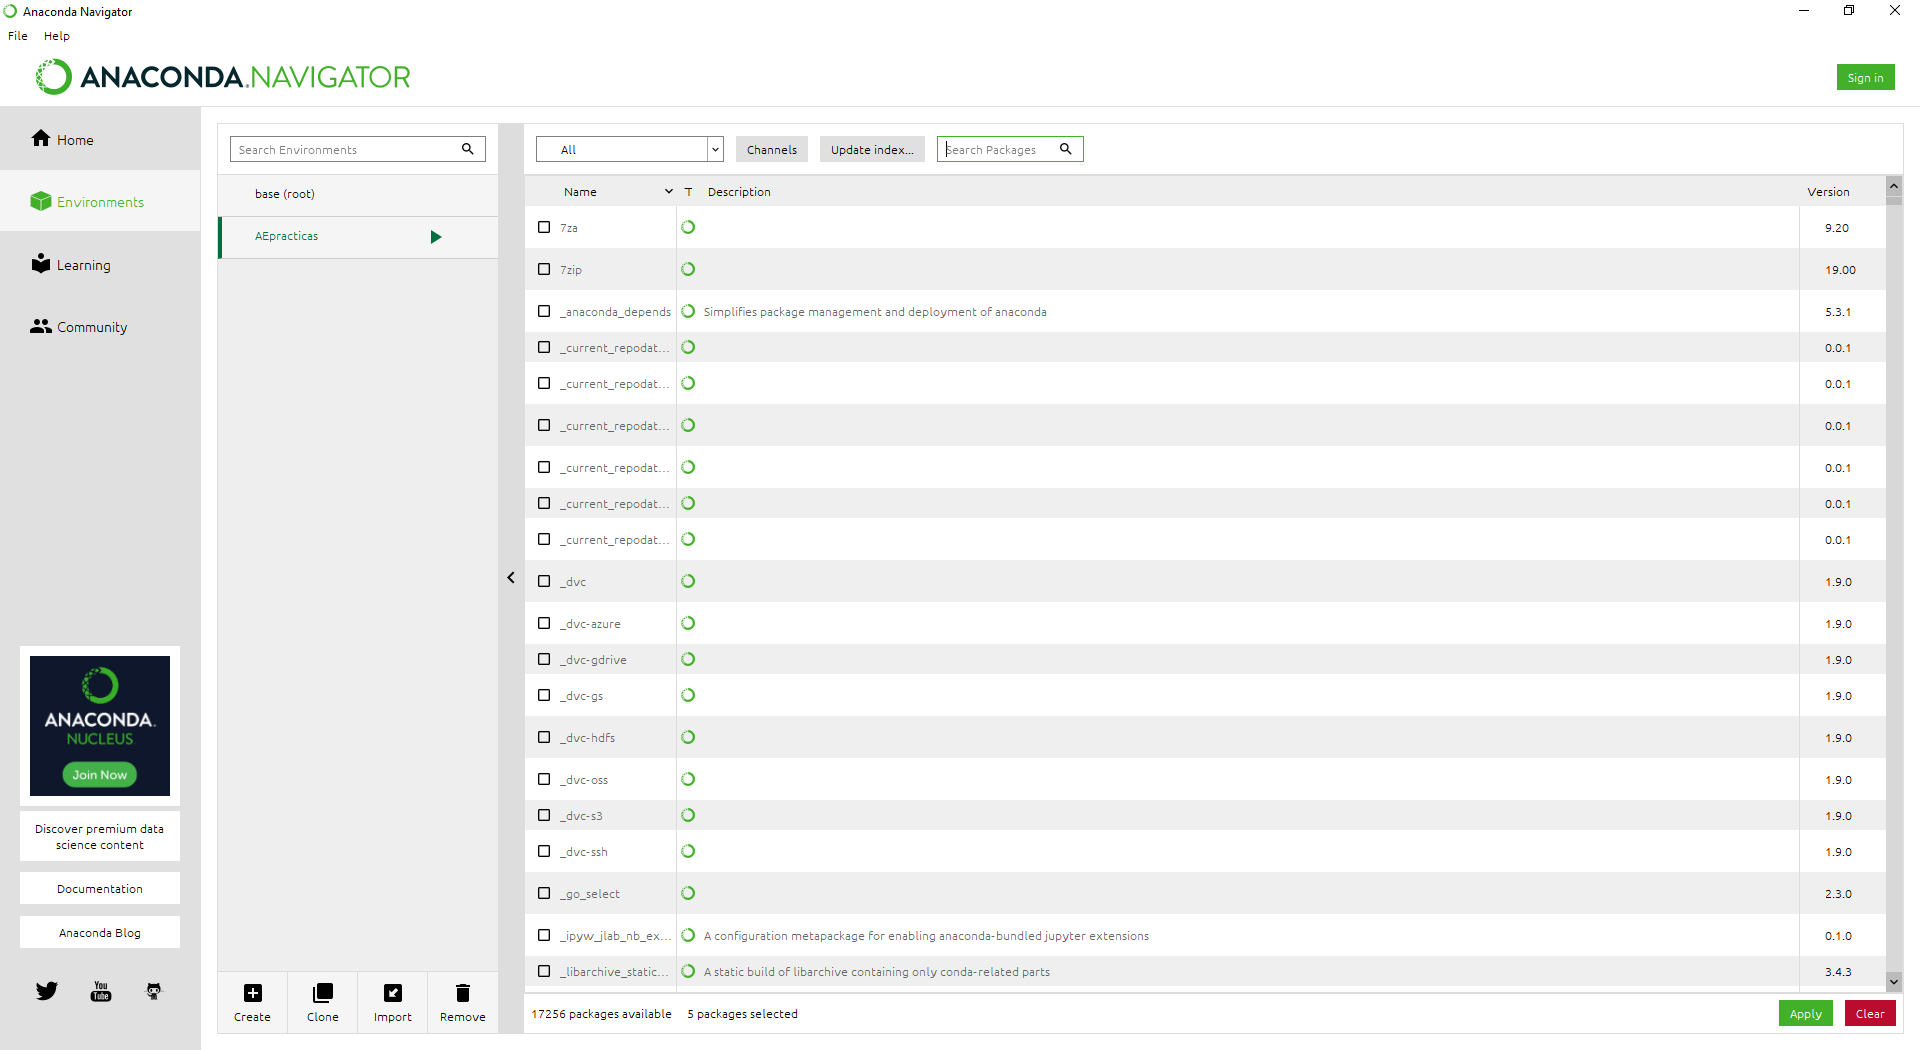 Anaconda Navigator
File Help
ANACONDA.NAVIGATOR
Sign in
Home
Environments
Learning
Community
ANACONDA.
NUCLEUS
Join Now
Discover premium data
science content
Documentation
Anaconda Blog
You
Tube
Search Environments
base (root)
AEpracticas
Create
Clone
Import
Remove
All
Channels
Update index...
Search Packages
Name T Description Version
7za 9.20
7zip 19.00
_anaconda_depends Simplifies package management and deployment of anaconda 5.3.1
_current_repodat... 0.0.1
_current_repodat... 0.0.1
_current_repodat... 0.0.1
_current_repodat... 0.0.1
_current_repodat... 0.0.1
_current_repodat... 0.0.1
_dvc 1.9.0
_dvc-azure 1.9.0
_dvc-gdrive 1.9.0
_dvc-gs 1.9.0
_dvc-hdfs 1.9.0
_dvc-oss 1.9.0
_dvc-s3 1.9.0
_dvc-ssh 1.9.0
_go_select 2.3.0
_ipyw_jlab_nb_ex... A configuration metapackage for enabling anaconda-bundled jupyter extensions 0.1.0
_libarchive_static... A static build of libarchive containing only conda-related parts 3.4.3
17256 packages available 5 packages selected
Apply
Clear